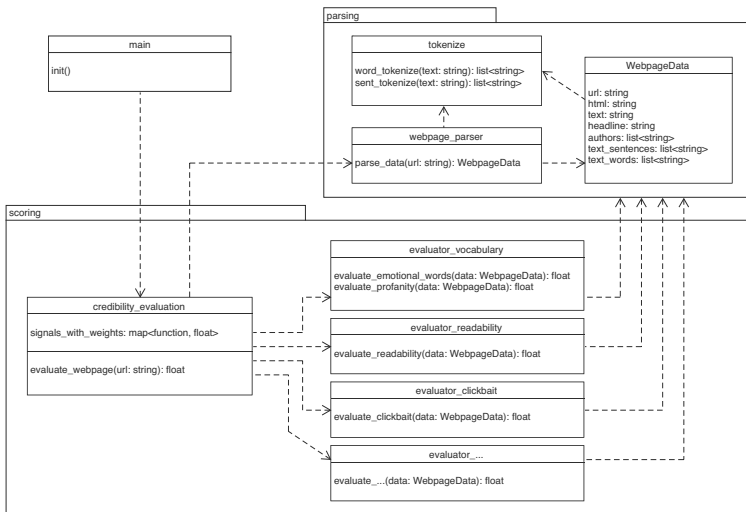 parsing
main
init()
tokenize
word_tokenize(text: string): list<string>
sent_tokenize(text: string): list<string>
WebpageData
url: string
html: string
text: string
headline: string
authors: list<string>
text_sentences: list<string>
text_words: list<string>
webpage_parser
parse_data(url: string): WebpageData
scoring
evaluator_vocabulary
evaluate_emotional_words(data: WebpageData): float
evaluate_profanity(data: WebpageData): float
credibility_evaluation
signals_with_weights: map<function, float>
evaluate_webpage(url: string): float
evaluator_readability
evaluate_readability(data: WebpageData): float
evaluator_clickbait
evaluate_clickbait(data: WebpageData): float
evaluator_...
evaluate_...(data: WebpageData): float